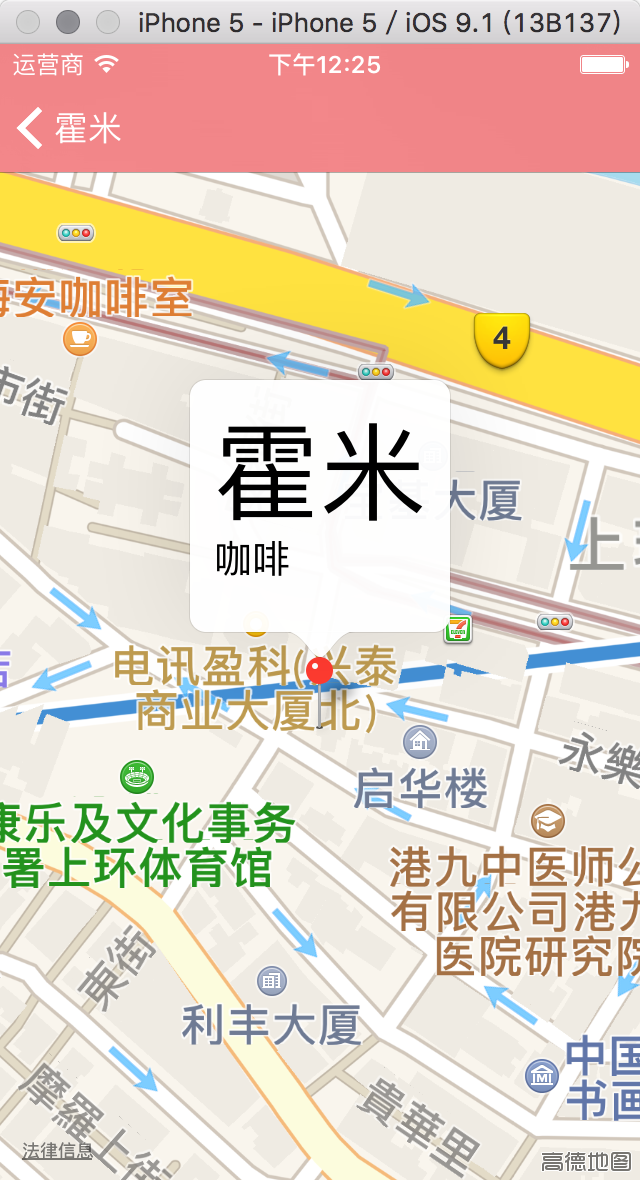 iPhone 5 - iPhone 5 / iOS 9.1 (13B137)
运营商
下午12:25
霍米
海安咖啡室
4
市街
霍米
咖啡
大厦
上环
7 ELEVEN
电讯盈科(兴泰
商业大厦北)
永樂
启华楼
康乐及文化事务
署上环体育馆
港九中医师公
有限公司港九
医院研究院
東街
利丰大厦
中国
书画
摩羅上街
貴華里
法律信息
高德地图